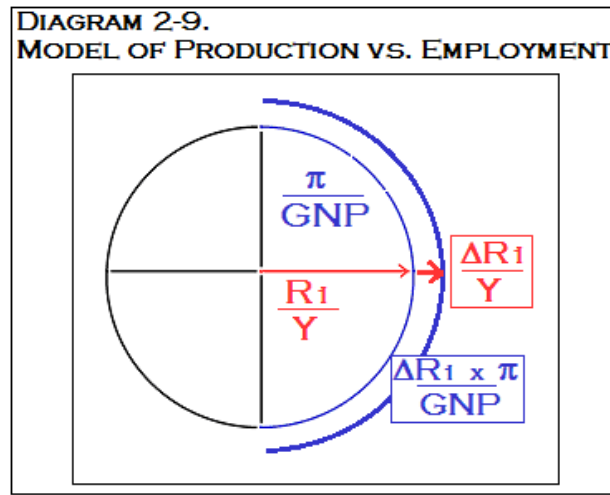 DIAGRAM 2-9.
MODEL OF PRODUCTION VS. EMPLOYMENT
π
GNP
R1
Y
ΔR1
Y
ΔR1 x π
GNP